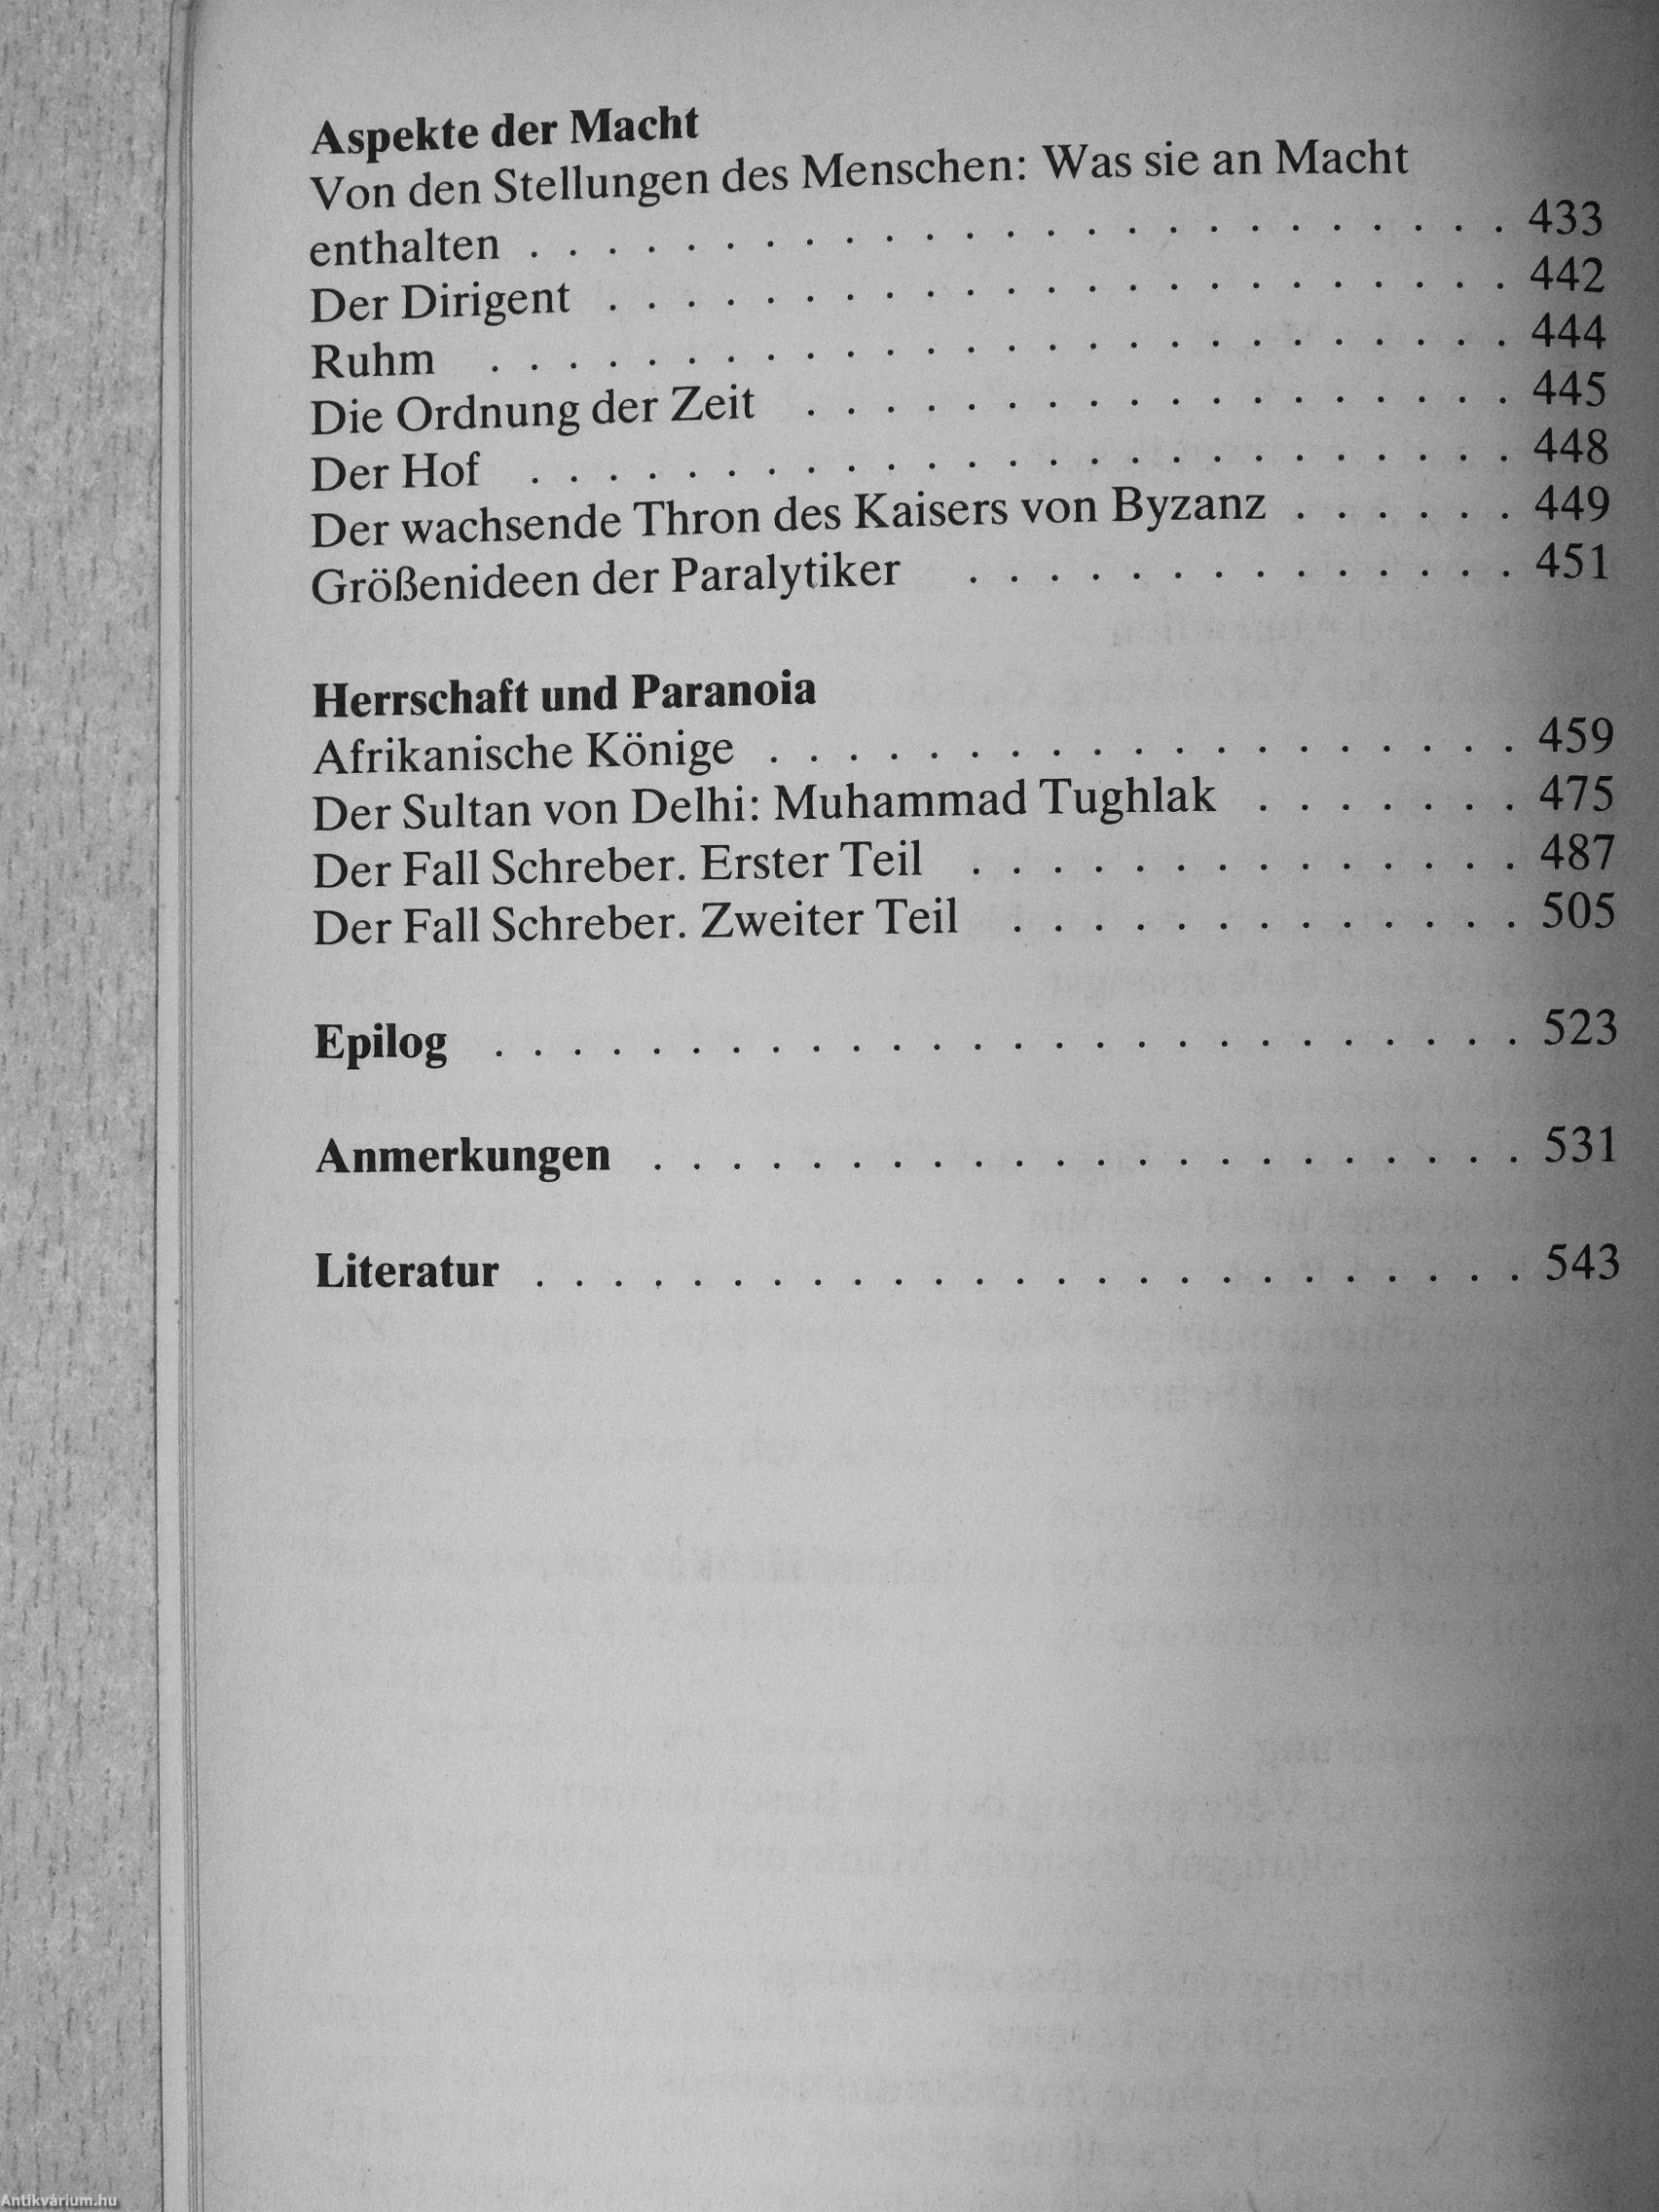 Aspekte der Macht
Von den Stellungen des Menschen: Was sie an Macht
enthalten . . . . . . . . . . . . . . . . . . . . . . . . . 433
Der Dirigent . . . . . . . . . . . . . . . . . . . . . . . 442
Ruhm . . . . . . . . . . . . . . . . . . . . . . . . . . 444
Die Ordnung der Zeit . . . . . . . . . . . . . . . . . . 445
Der Hof . . . . . . . . . . . . . . . . . . . . . . . . . 448
Der wachsende Thron des Kaisers von Byzanz . . . . . . 449
Größenideen der Paralytiker . . . . . . . . . . . . . . 451
Herrschaft und Paranoia
Afrikanische Könige . . . . . . . . . . . . . . . . . . . 459
Der Sultan von Delhi: Muhammad Tughlak . . . . . . . 475
Der Fall Schreber. Erster Teil . . . . . . . . . . . . . . 487
Der Fall Schreber. Zweiter Teil . . . . . . . . . . . . . 505
Epilog . . . . . . . . . . . . . . . . . . . . . . . . . . 523
Anmerkungen . . . . . . . . . . . . . . . . . . . . . . 531
Literatur . . . . . . . . . . . . . . . . . . . . . . . . . 543
Antikvárium.hu